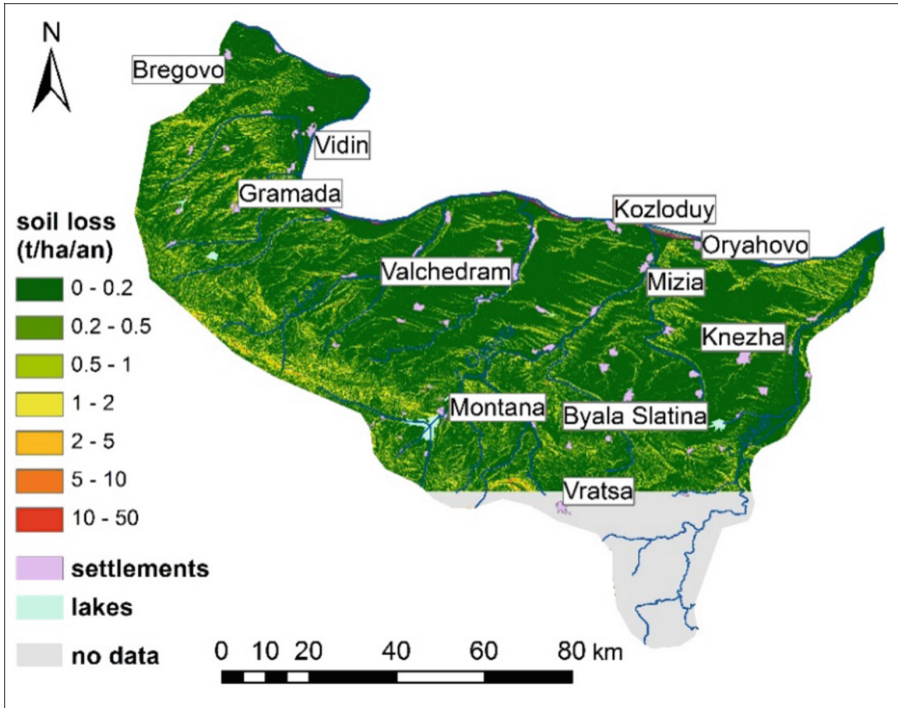 N
Bregovo
Vidin
Gramada
Kozloduy
Oryahovo
Valchedram
Mizia
Knezha
Montana
Byala Slatina
Vratsa
soil loss
(t/ha/an)
0 - 0.2
0.2 - 0.5
0.5 - 1
1 - 2
2 - 5
5 - 10
10 - 50
settlements
lakes
no data
0 10 20 40 60 80 km